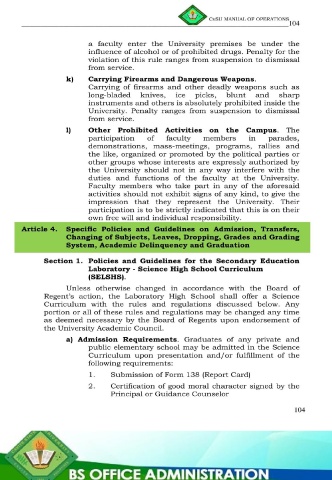 CvSU MANUAL OF OPERATIONS
104
a faculty enter the University premises be under the
influence of alcohol or of prohibited drugs. Penalty for the
violation of this rule ranges from suspension to dismissal
from service.
k) Carrying Firearms and Dangerous Weapons.
Carrying of firearms and other deadly weapons such as
long-bladed knives, ice picks, blunt and sharp
instruments and others is absolutely prohibited inside the
University. Penalty ranges from suspension to dismissal
from service.
l) Other Prohibited Activities on the Campus. The
participation of faculty members in parades,
demonstrations, mass-meetings, programs, rallies and
the like, organized or promoted by the political parties or
other groups whose interests are expressly authorized by
the University should not in any way interfere with the
duties and functions of the faculty at the University.
Faculty members who take part in any of the aforesaid
activities should not exhibit signs of any kind, to give the
impression that they represent the University. Their
participation is to be strictly indicated that this is on their
own free will and individual responsibility.
Article 4. Specific Policies and Guidelines on Admission, Transfers,
Changing of Subjects, Leaves, Dropping, Grades and Grading
System, Academic Delinquency and Graduation
Section 1. Policies and Guidelines for the Secondary Education
Laboratory - Science High School Curriculum
(SELSHS).
Unless otherwise changed in accordance with the Board of
Regent's action, the Laboratory High School shall offer a Science
Curriculum with the rules and regulations discussed below. Any
portion or all of these rules and regulations may be changed any time
as deemed necessary by the Board of Regents upon endorsement of
the University Academic Council.
a) Admission Requirements. Graduates of any private and
public elementary school may be admitted in the Science
Curriculum upon presentation and/or fulfillment of the
following requirements:
1. Submission of Form 138 (Report Card)
2. Certification of good moral character signed by the
Principal or Guidance Counselor
104
BS OFFICE ADMINISTRATION